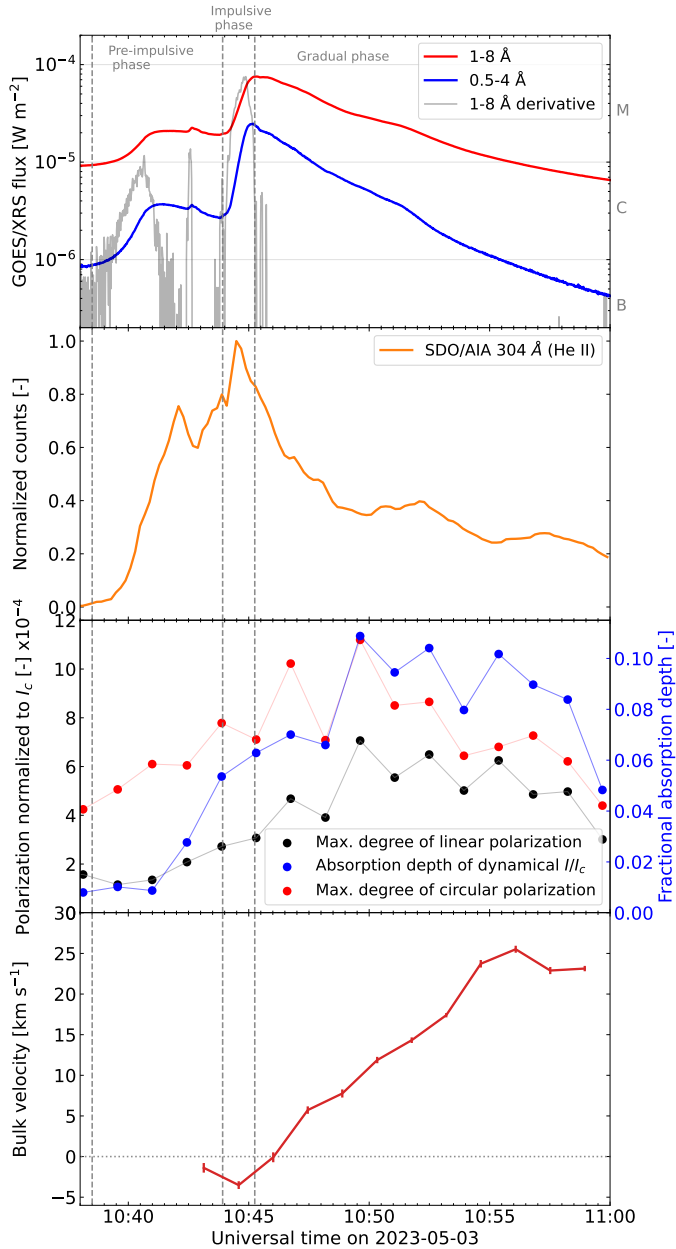 Impulsive
phase
Pre-impulsive
phase
Gradual phase
1-8 Å
0.5-4 Å
1-8 Å derivative
GOES/XRS flux [W m⁻²]
10⁻⁴
10⁻⁵
10⁻⁶
M
C
B
SDO/AIA 304 Å (He II)
Normalized counts [-]
1.0
0.8
0.6
0.4
0.2
0.0
Polarization normalized to I_c [-] x10⁻⁴
12
10
8
6
4
2
Max. degree of linear polarization
Absorption depth of dynamical I/I_c
Max. degree of circular polarization
Fractional absorption depth [-]
0.10
0.08
0.06
0.04
0.02
0.00
Bulk velocity [km s⁻¹]
30
25
20
15
10
5
0
−5
10:40 10:45 10:50 10:55 11:00
Universal time on 2023-05-03